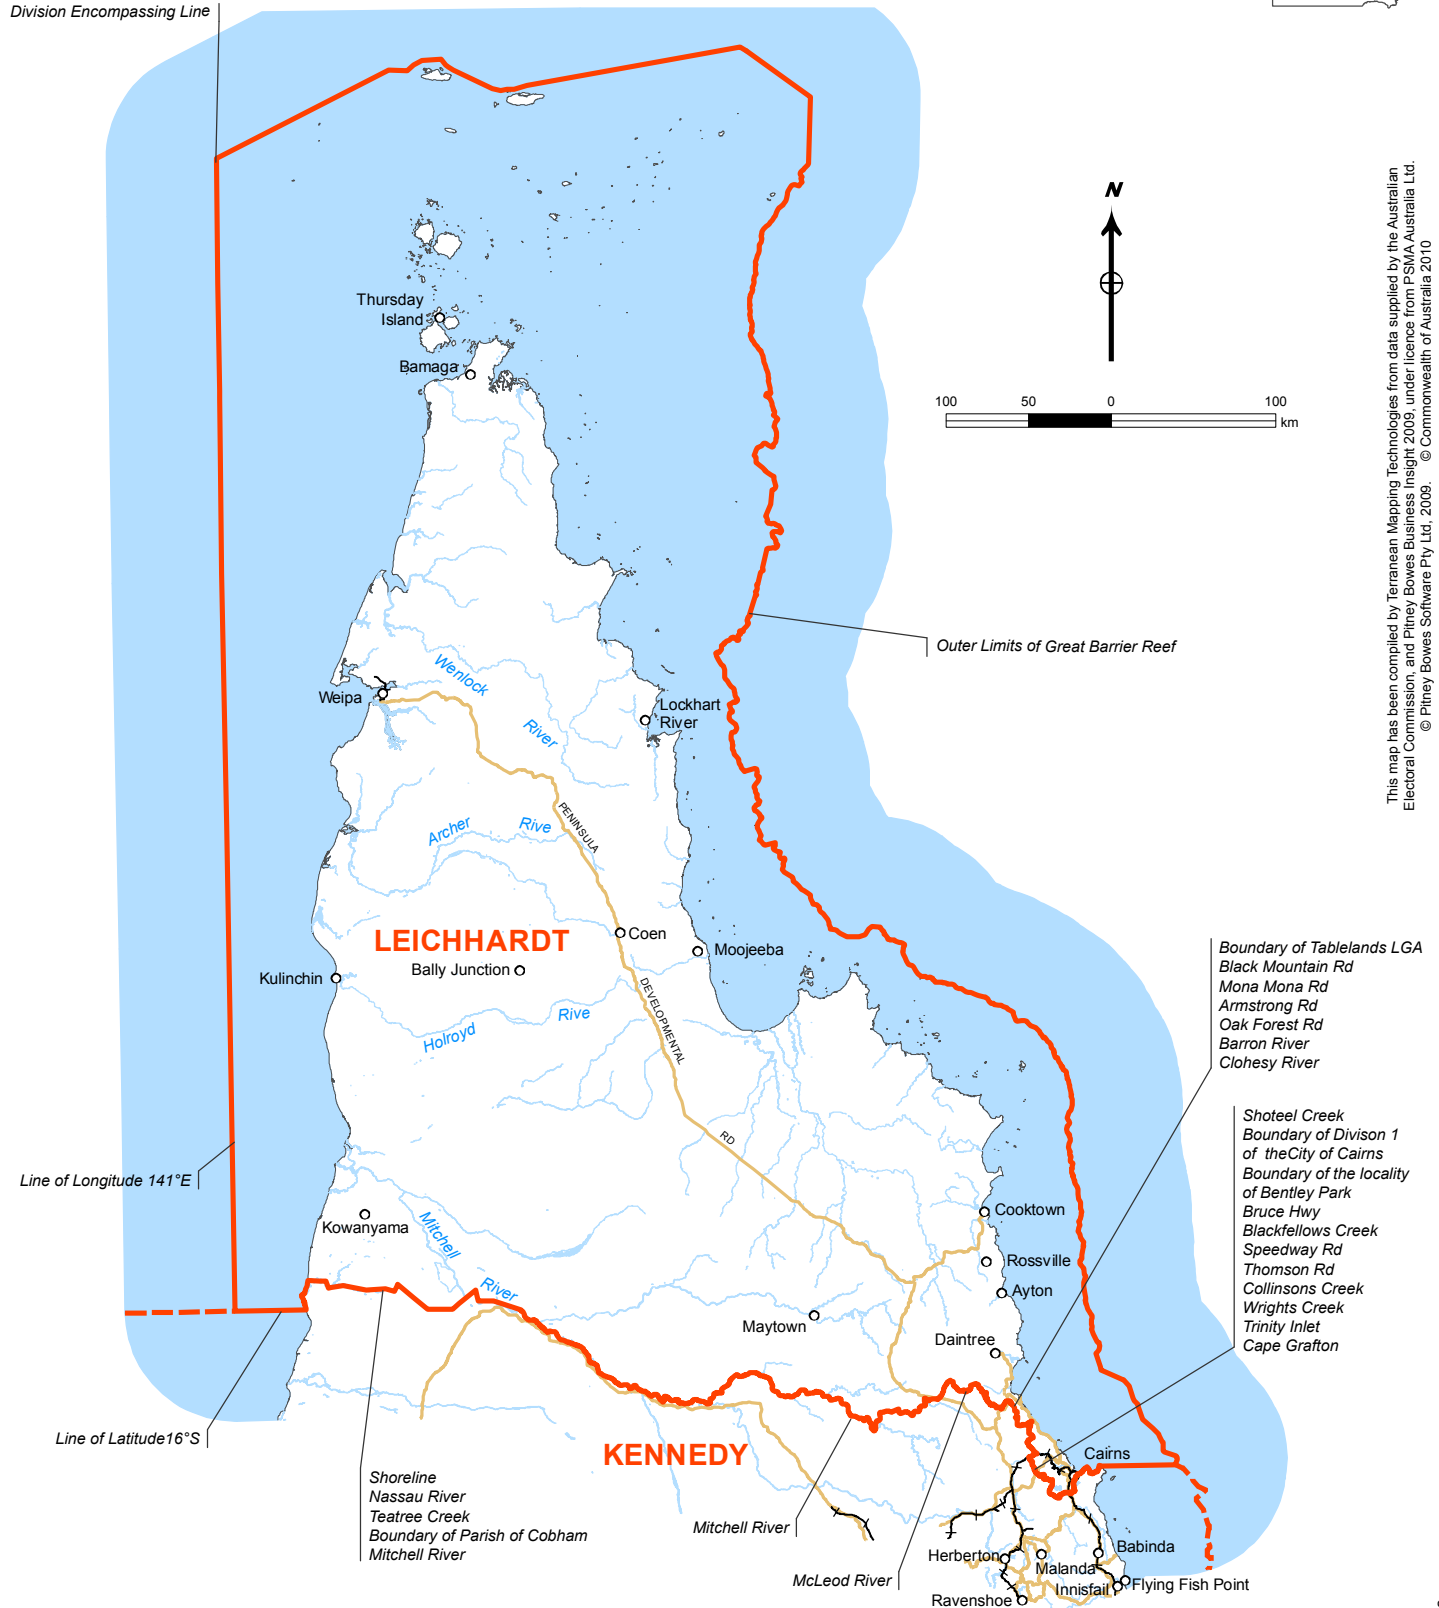 Division Encompassing Line
N
100 50 0 100
km
This map has been compiled by Terranean Mapping Technologies from data supplied by the Australian
Electoral Commission, and Pitney Bowes Business Insight 2009, under licence from PSMA Australia Ltd.
© Pitney Bowes Software Pty Ltd, 2009. © Commonwealth of Australia 2010
Thursday
Island
Bamaga
Outer Limits of Great Barrier Reef
Wenlock
River
Weipa
Lockhart
River
PENINSULA
Archer
Rive
LEICHHARDT
Coen
Bally Junction
Moojeeba
Kulinchin
DEVELOPMENTAL
Holroyd
Rive
RD
Boundary of Tablelands LGA
Black Mountain Rd
Mona Mona Rd
Armstrong Rd
Oak Forest Rd
Barron River
Clohesy River
Shoteel Creek
Boundary of Divison 1
of theCity of Cairns
Boundary of the locality
of Bentley Park
Bruce Hwy
Blackfellows Creek
Speedway Rd
Thomson Rd
Collinsons Creek
Wrights Creek
Trinity Inlet
Cape Grafton
Line of Longitude 141°E
Kowanyama
Mitchell
River
Cooktown
Rossville
Ayton
Maytown
Daintree
Line of Latitude16°S
KENNEDY
Cairns
Shoreline
Nassau River
Teatree Creek
Boundary of Parish of Cobham
Mitchell River
Mitchell River
McLeod River
Herberton
Malanda
Babinda
Innisfail
Flying Fish Point
Ravenshoe